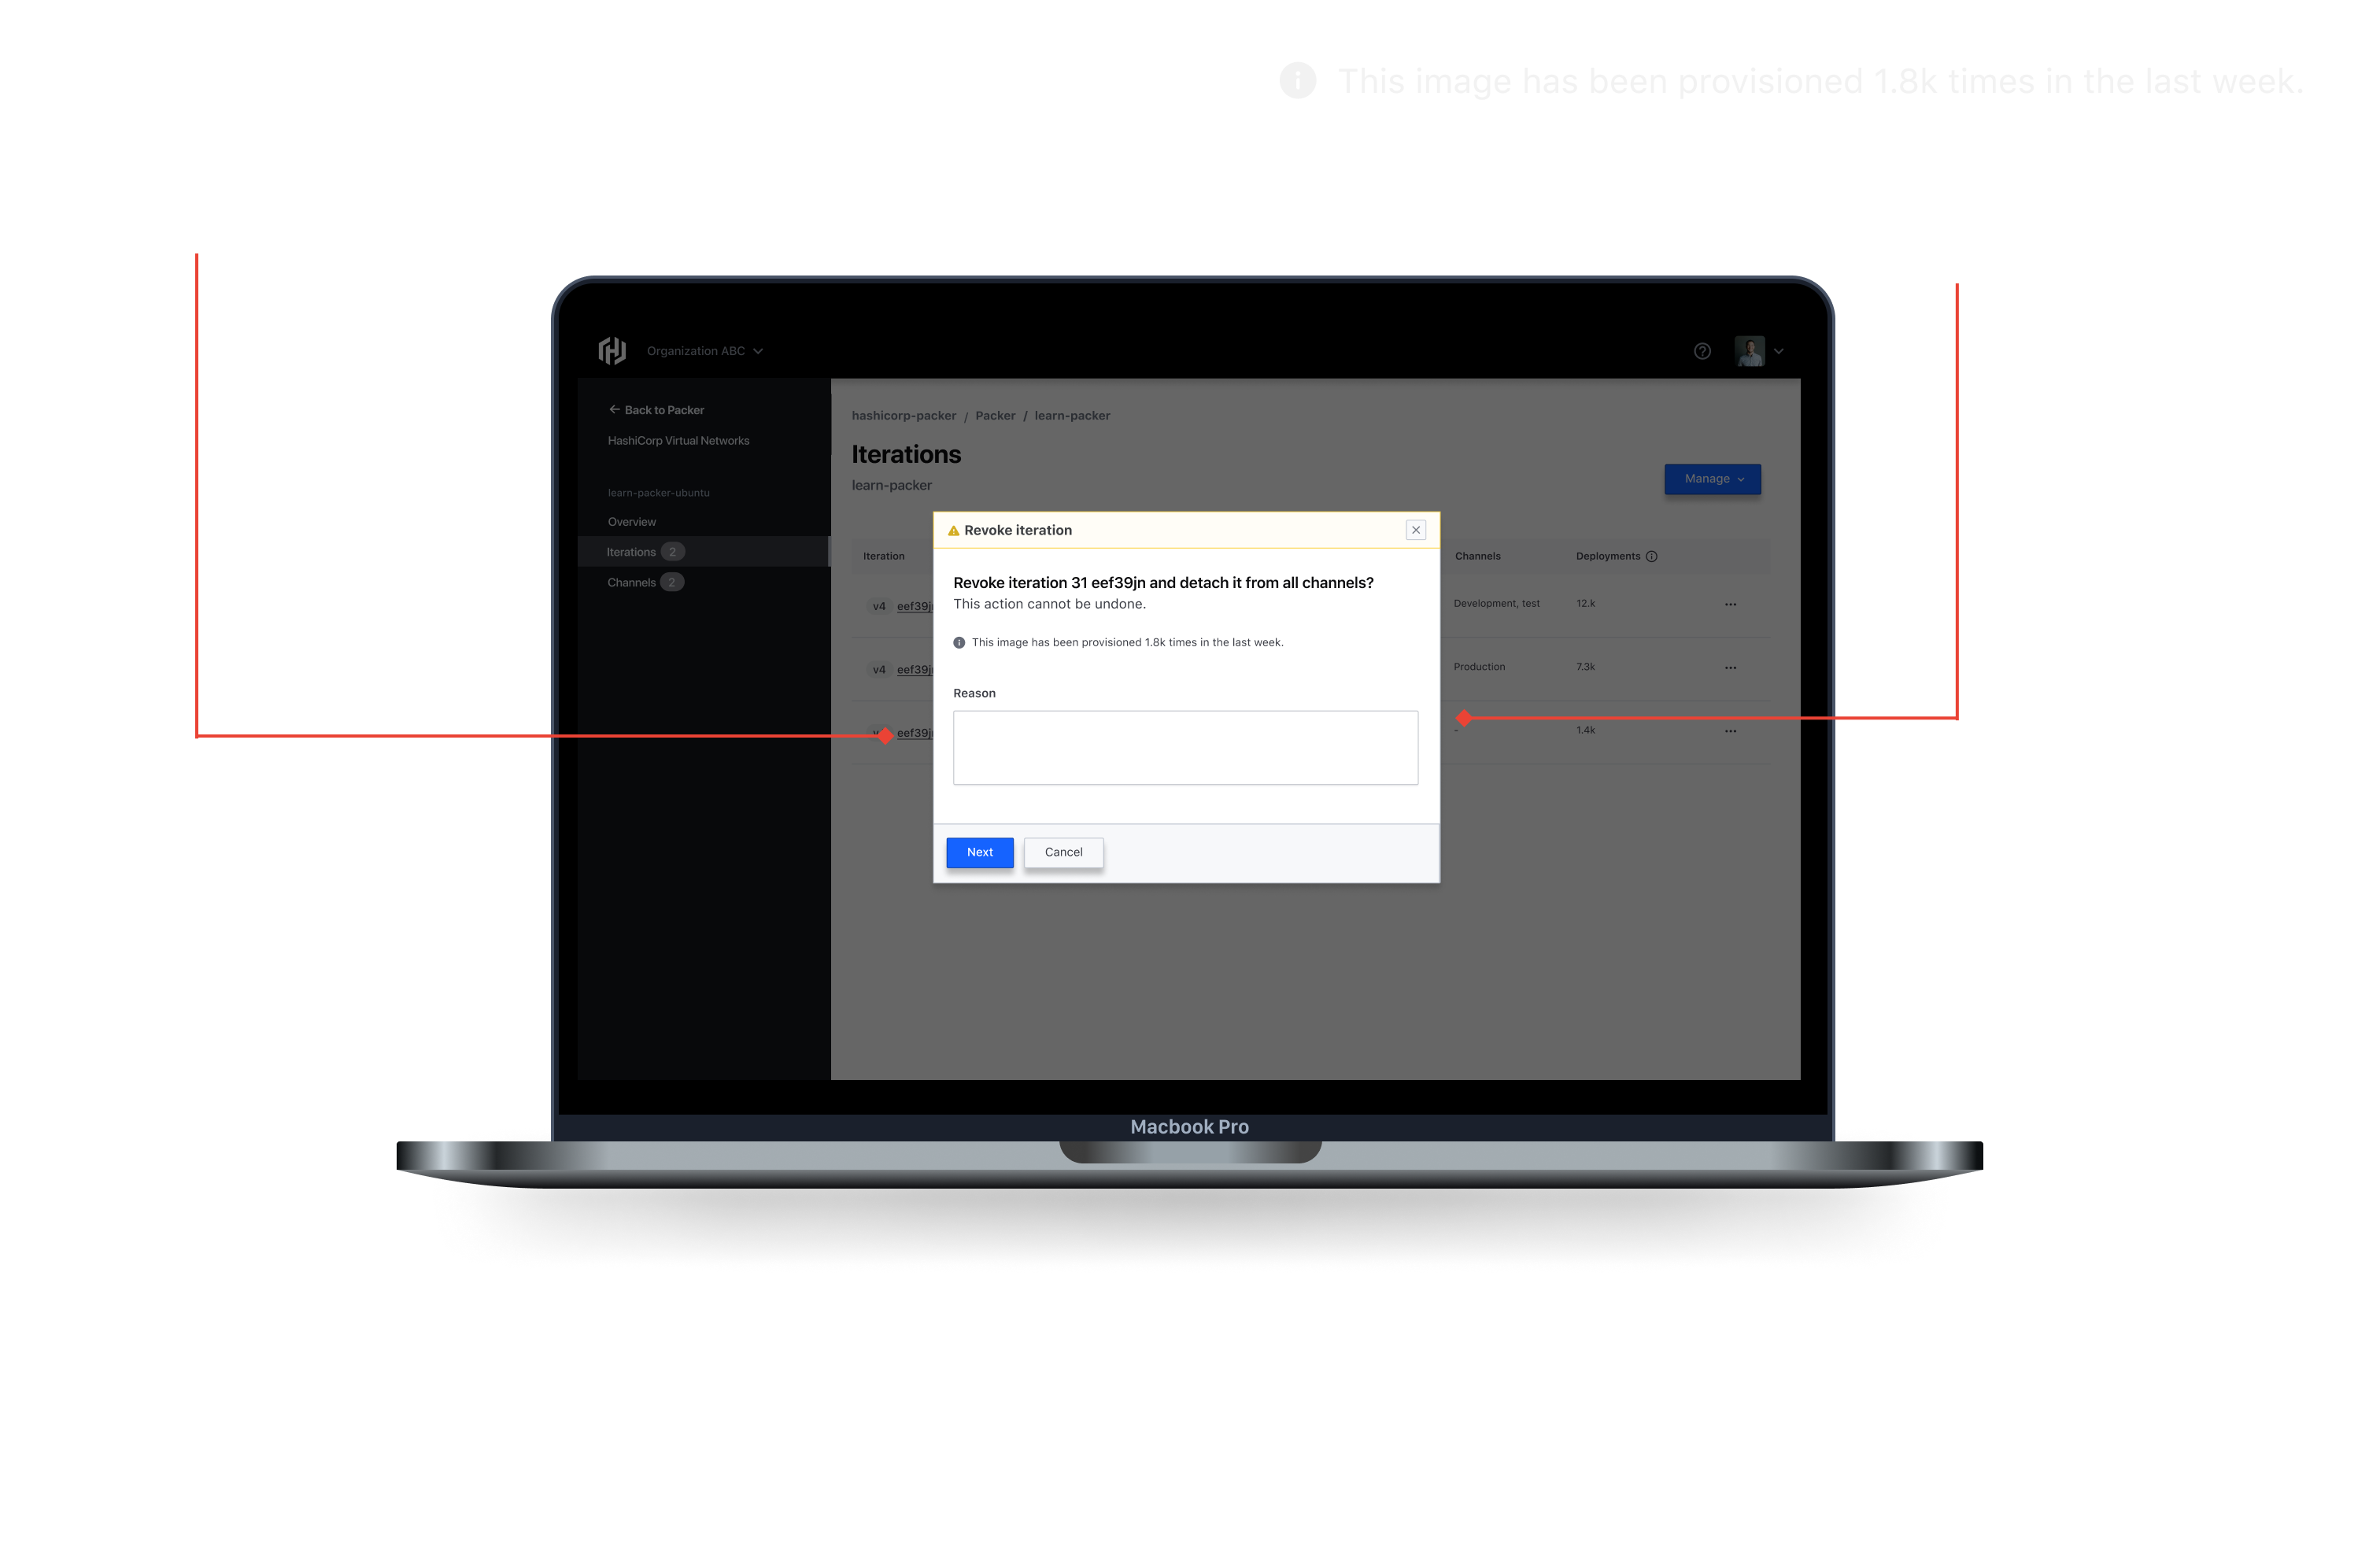 This image has been provisioned 1.8k times in the last week.
Organization ABC
Back to Packer
HashiCorp Virtual Networks
learn-packer-ubuntu
Overview
Iterations 2
Channels 2
hashicorp-packer / Packer / learn-packer
Iterations
learn-packer
Manage
Iteration Channels Deployments
v4 Development, test 12.k
v4 Production 7.3k
- 1.4k
Revoke iteration
Revoke iteration 31 eef39jn and detach it from all channels?
This action cannot be undone.
This image has been provisioned 1.8k times in the last week.
Reason
Next Cancel
Macbook Pro